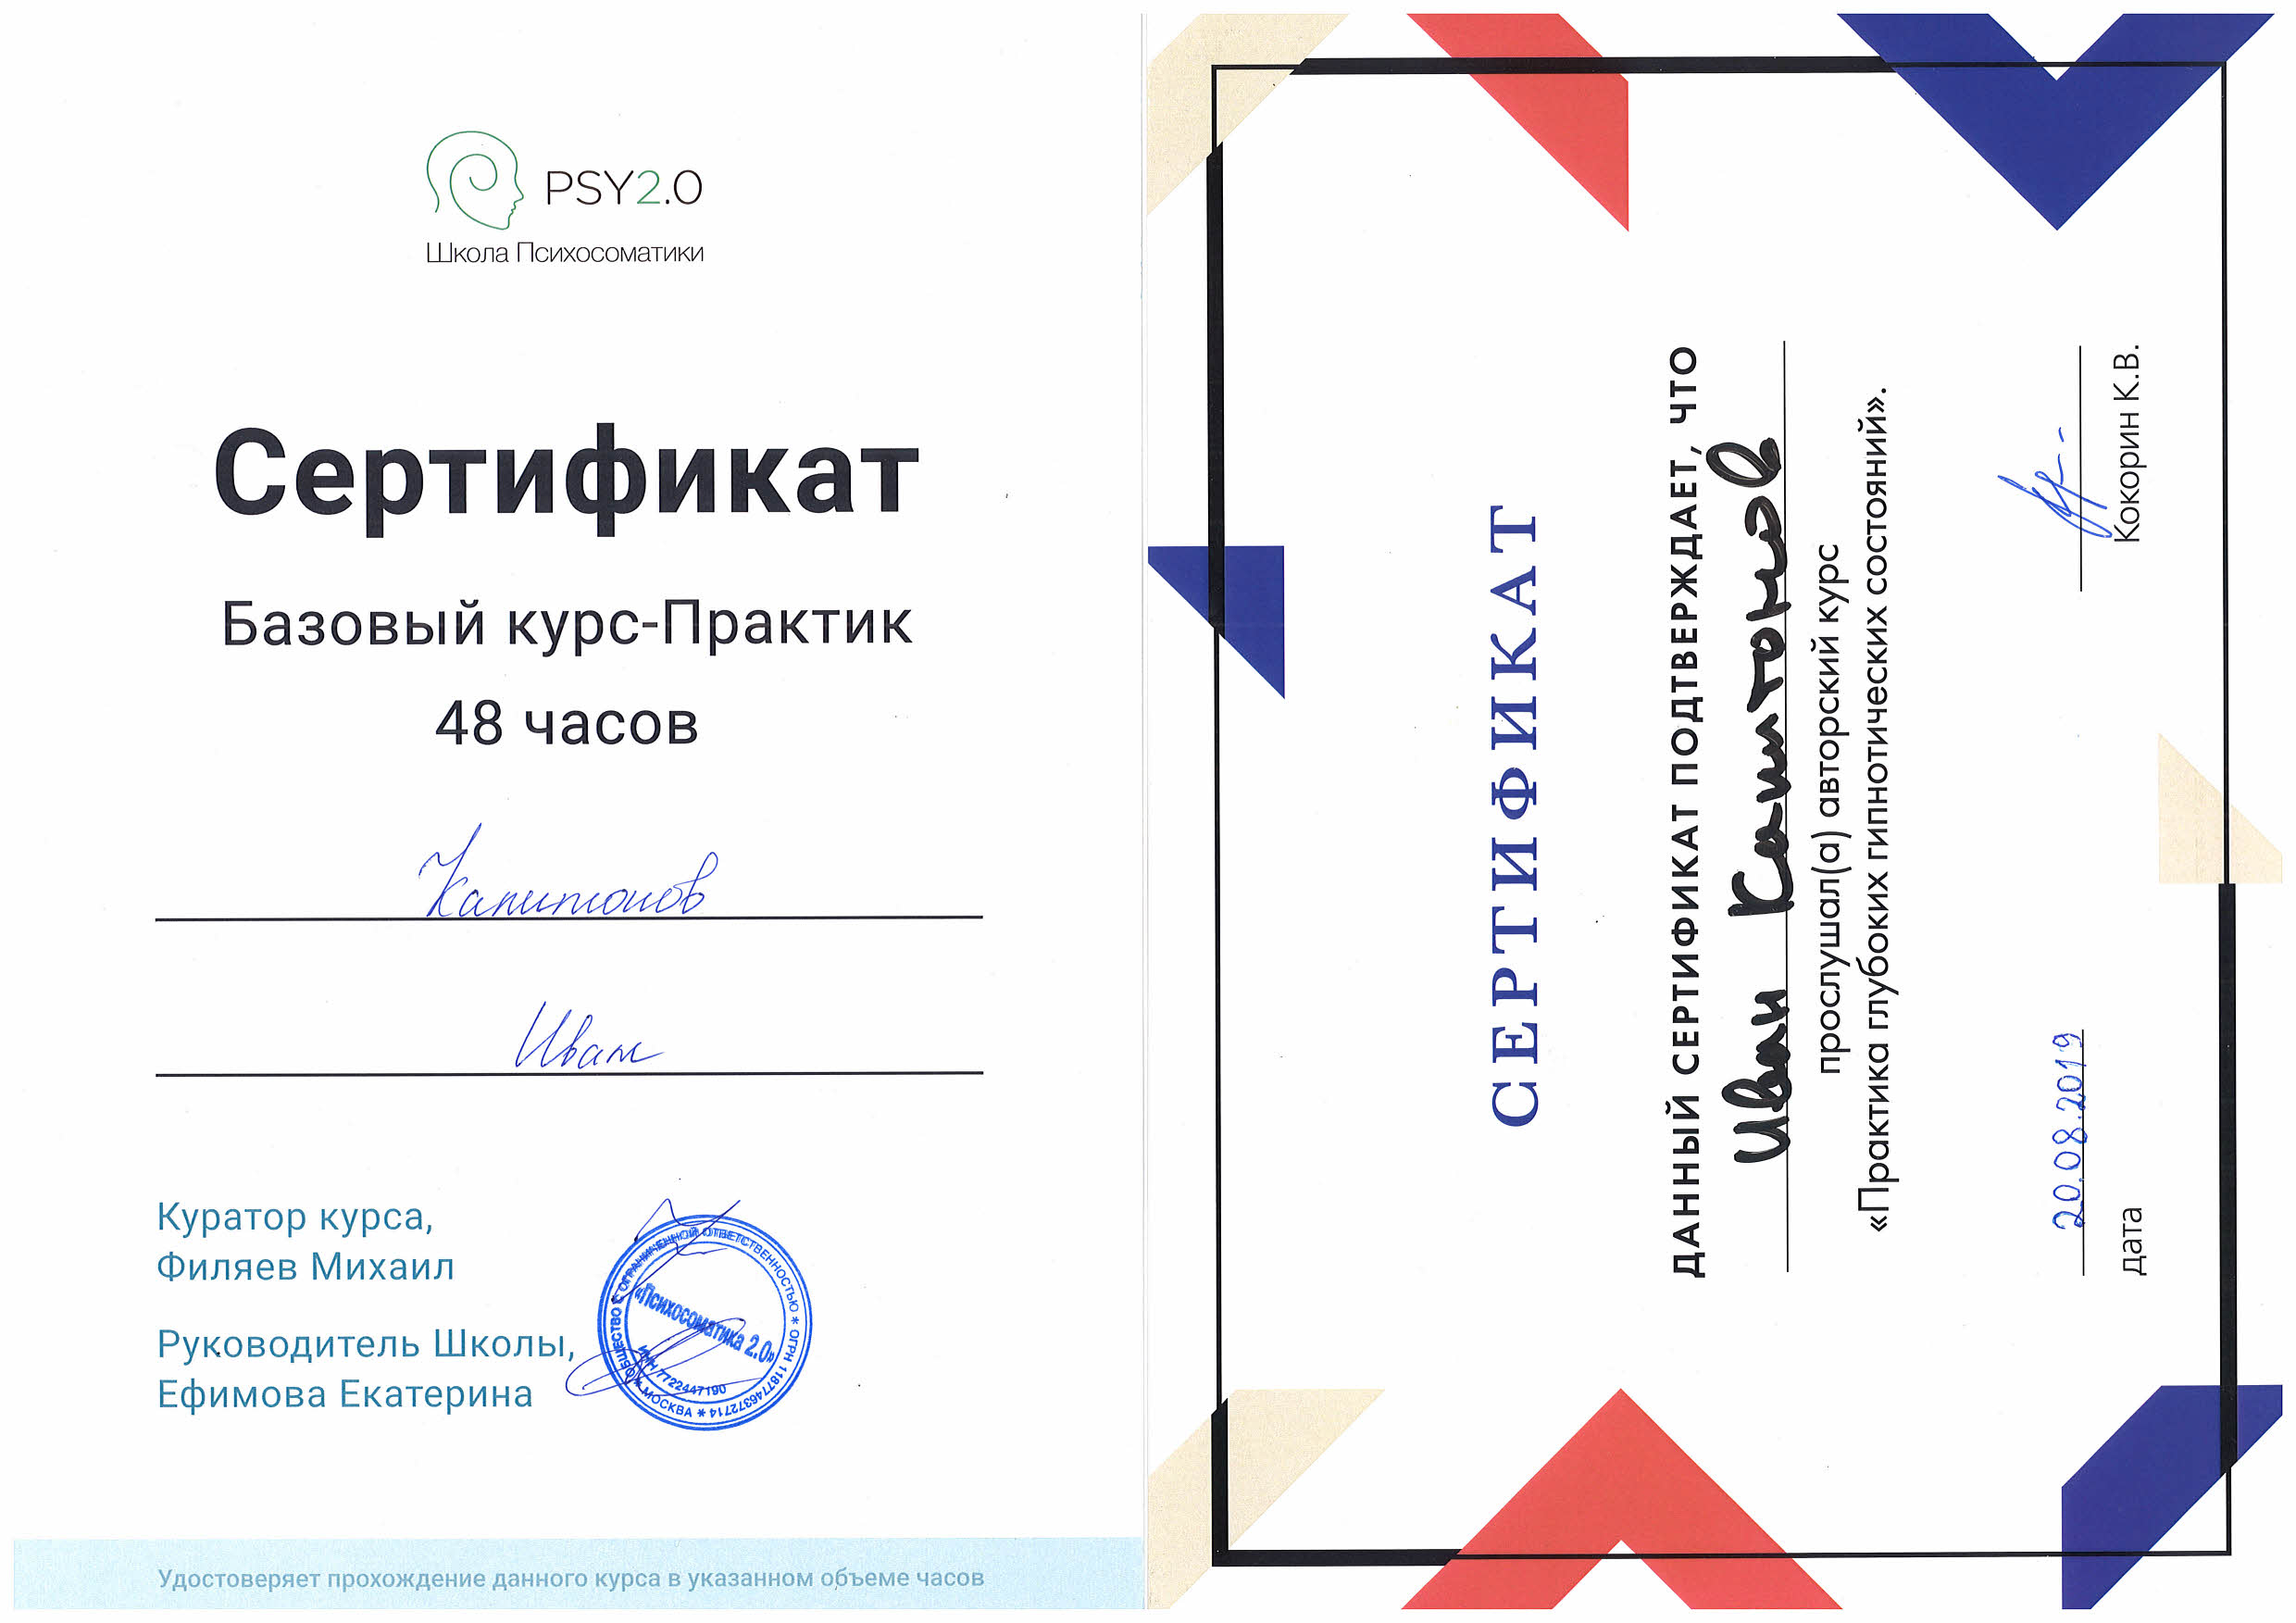 PSY2.0
Школа Психосоматики
Сертификат
Базовый курс-Практик
48 часов
Капитонов
Иван
Куратор курса,
Филяев Михаил
Руководитель Школы,
Ефимова Екатерина
ОБЩЕСТВО С ОГРАНИЧЕННОЙ ОТВЕТСТВЕННОСТЬЮ * ОГРН 1187746372714 * МОСКВА *
«Психосоматика 2.0»
ИНН 7722447190
Удостоверяет прохождение данного курса в указанном объеме часов
СЕРТИФИКАТ
ДАННЫЙ СЕРТИФИКАТ ПОДТВЕРЖДАЕТ, ЧТО
Иван Капитонов
прослушал(а) авторский курс
«Практика глубоких гипнотических состояний».
20.08.2019
дата
Кокорин К.В.